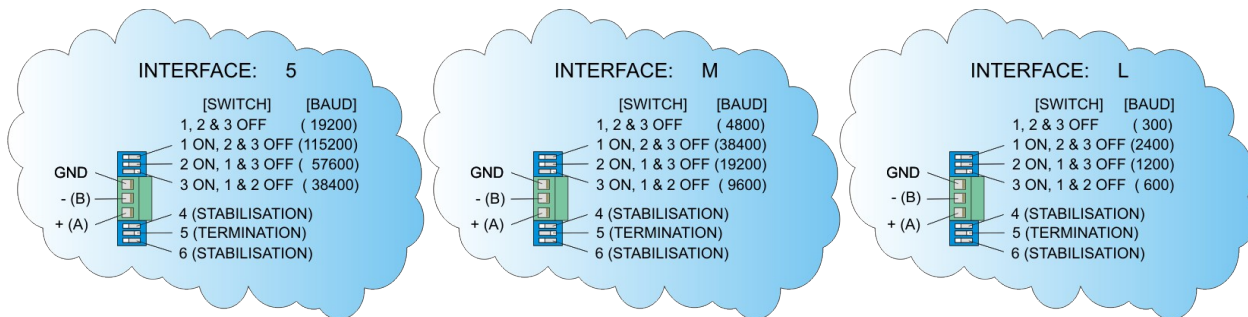 INTERFACE: 5
[SWITCH] [BAUD]
1, 2 & 3 OFF ( 19200)
1 ON, 2 & 3 OFF (115200)
2 ON, 1 & 3 OFF ( 57600)
3 ON, 1 & 2 OFF ( 38400)
GND
- (B)
+ (A)
4 (STABILISATION)
5 (TERMINATION)
6 (STABILISATION)
INTERFACE: M
[SWITCH] [BAUD]
1, 2 & 3 OFF ( 4800)
1 ON, 2 & 3 OFF (38400)
2 ON, 1 & 3 OFF (19200)
3 ON, 1 & 2 OFF ( 9600)
GND
- (B)
+ (A)
4 (STABILISATION)
5 (TERMINATION)
6 (STABILISATION)
INTERFACE: L
[SWITCH] [BAUD]
1, 2 & 3 OFF ( 300)
1 ON, 2 & 3 OFF (2400)
2 ON, 1 & 3 OFF (1200)
3 ON, 1 & 2 OFF ( 600)
GND
- (B)
+ (A)
4 (STABILISATION)
5 (TERMINATION)
6 (STABILISATION)